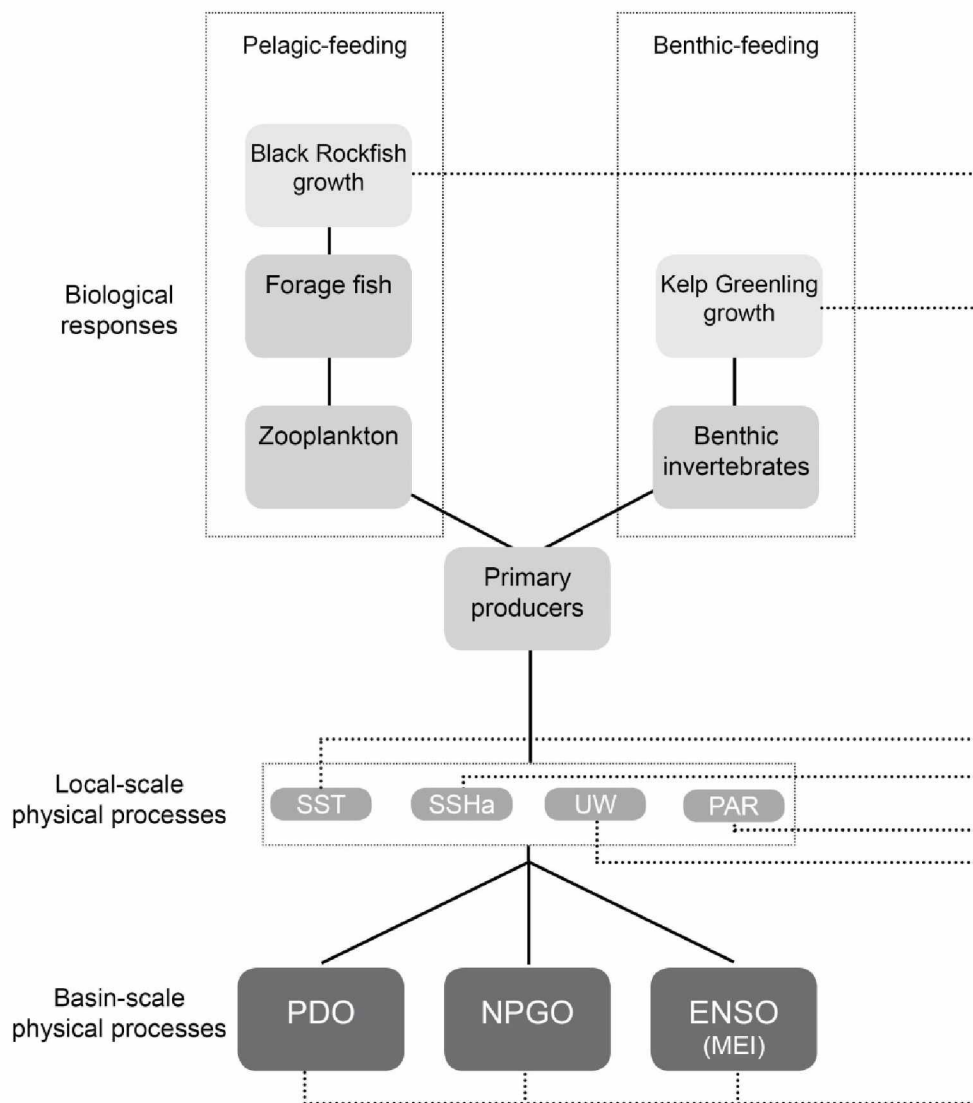 Pelagic-feeding
Benthic-feeding
Black Rockfish
growth
Biological
responses
Forage fish
Kelp Greenling
growth
Zooplankton
Benthic
invertebrates
Primary
producers
Local-scale
physical processes
SST
SSHa
UW
PAR
Basin-scale
physical processes
PDO
NPGO
ENSO
(MEI)